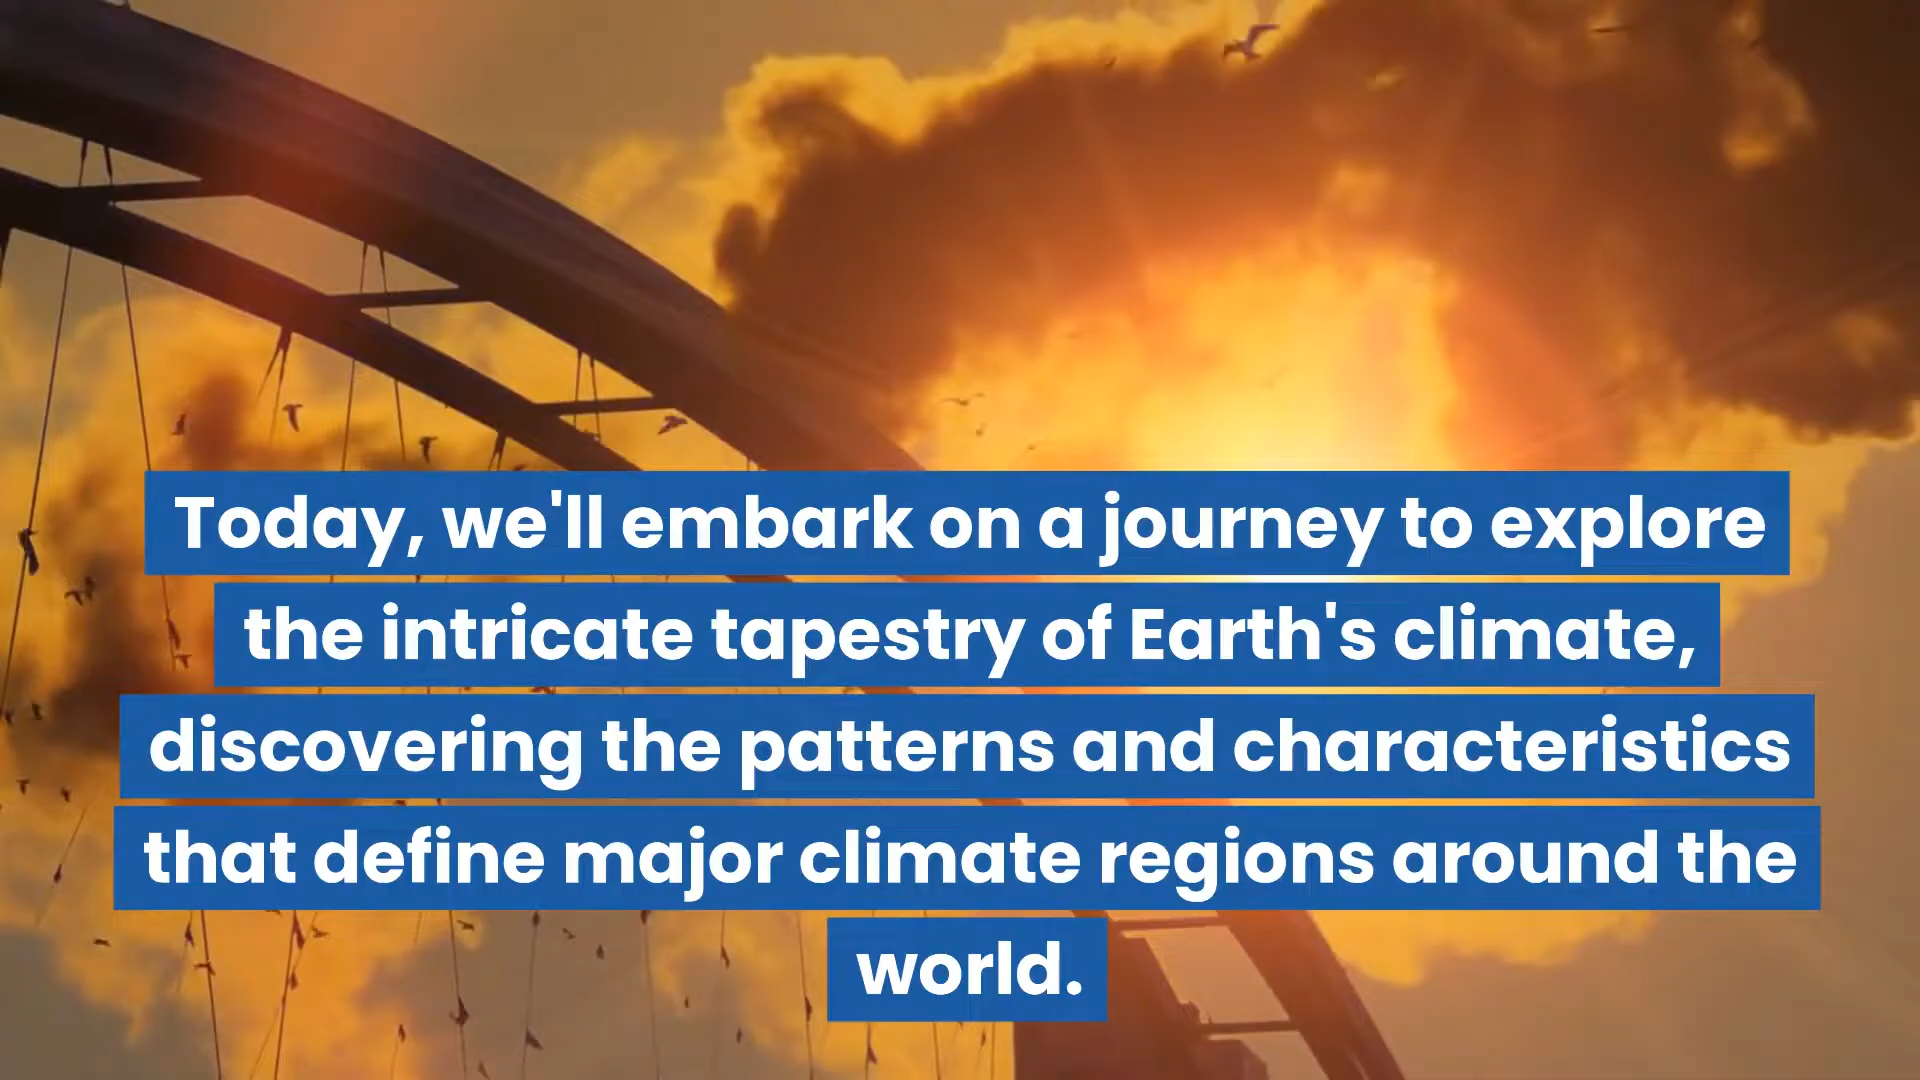 Today, we'll embark on a journey to explore
the intricate tapestry of Earth's climate,
discovering the patterns and characteristics
that define major climate regions around the
world.